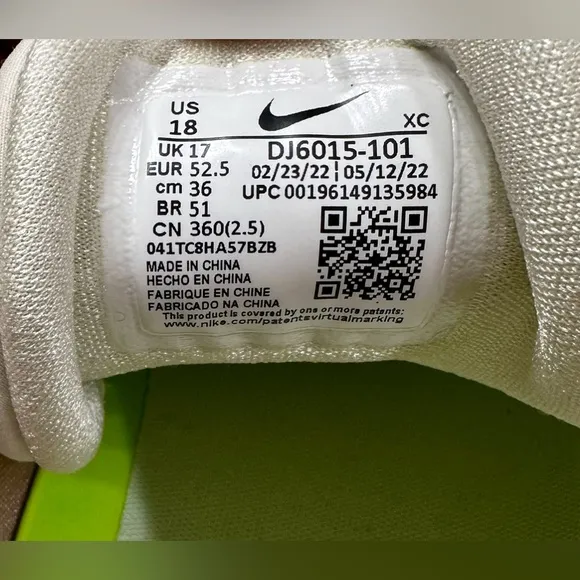 US
18
XC
UK 17
DJ6015-101
EUR 52.5
02/23/22 | 05/12/22
cm 36
UPC 00196149135984
BR 51
CN 360(2.5)
041TC8HA57BZB
MADE IN CHINA
HECHO EN CHINA
FABRIQUE EN CHINE
FABRICADO NA CHINA
This product is covered by one or more patents:
www.nike.com/patentsvirtualmarking